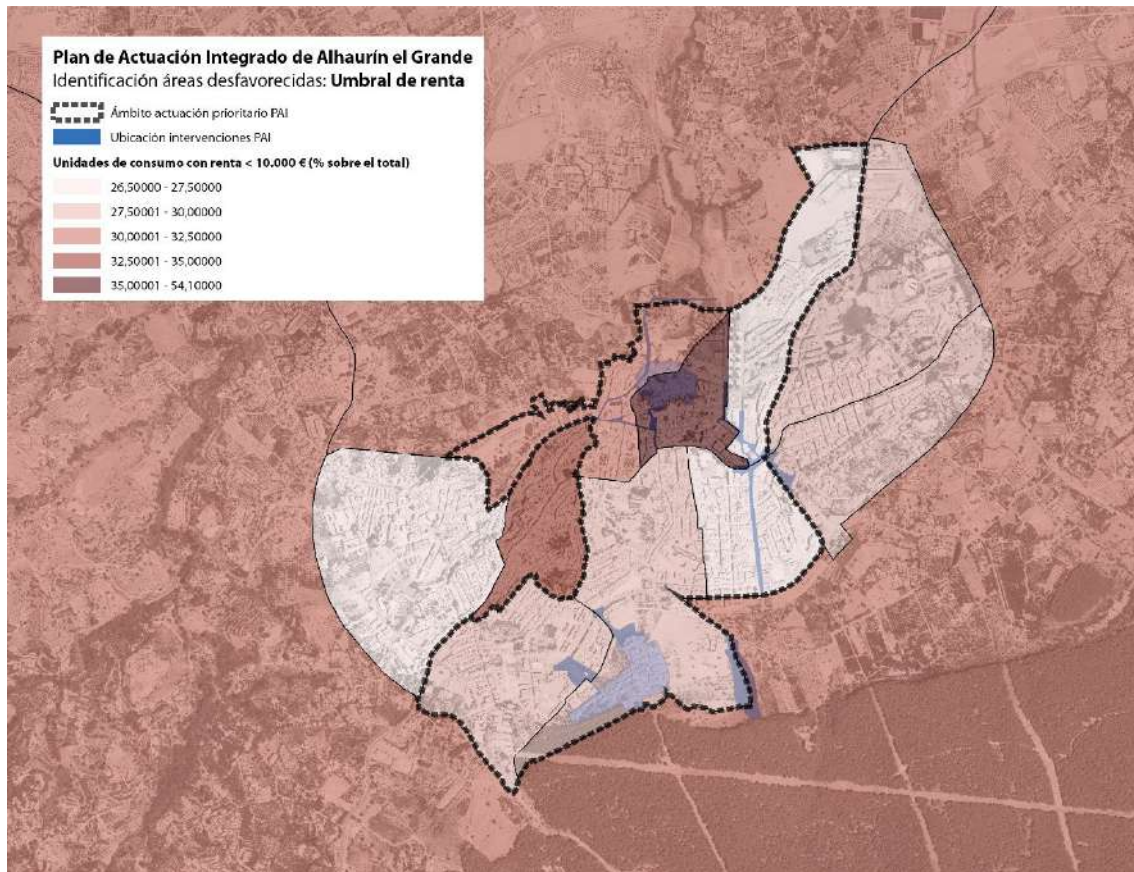 Plan de Actuación Integrado de Alhaurín el Grande
Identificación áreas desfavorecidas: Umbral de renta
Ámbito actuación prioritario PAI
Ubicación intervenciones PAI
Unidades de consumo con renta < 10.000 € (% sobre el total)
26,50000 - 27,50000
27,50001 - 30,00000
30,00001 - 32,50000
32,50001 - 35,00000
35,00001 - 54,10000